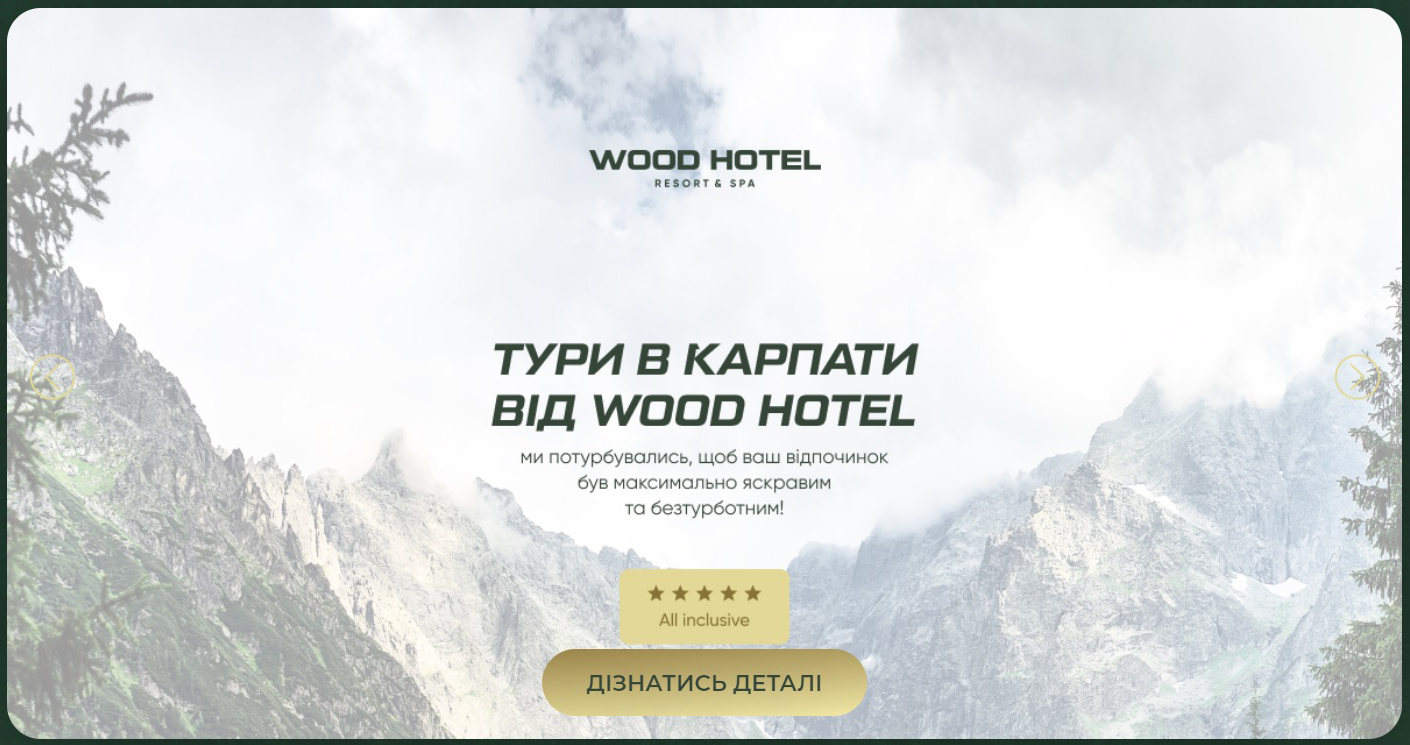 WOOD HOTEL
RESORT & SPA
ТУРИ В КАРПАТИ
ВІД WOOD HOTEL
ми потурбувались, щоб ваш відпочинок
був максимально яскравим
та безтурботним!
All inclusive
ДІЗНАТИСЬ ДЕТАЛІ